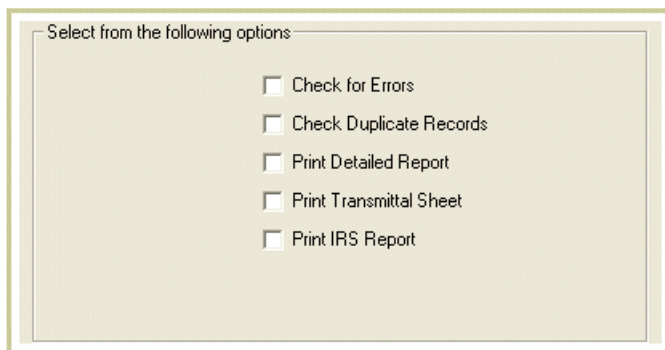 Select from the following options
Check for Errors
Check Duplicate Records
Print Detailed Report
Print Transmittal Sheet
Print IRS Report